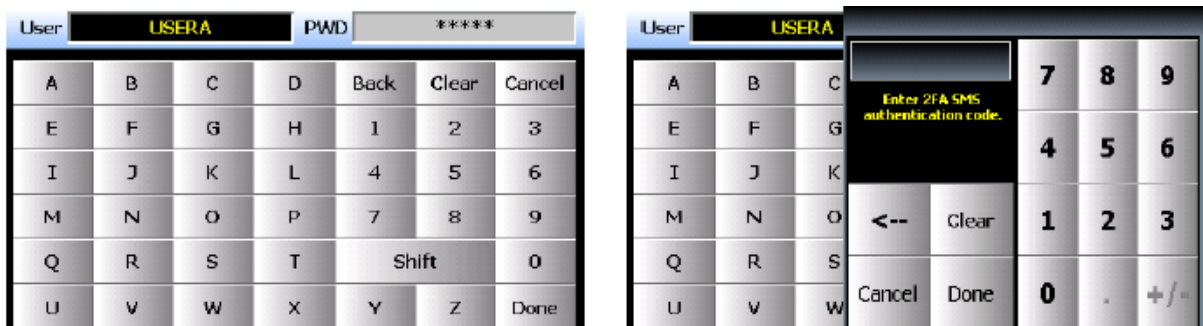 User USERA PWD *****
A B C D Back Clear Cancel
E F G H 1 2 3
I J K L 4 5 6
M N O P 7 8 9
Q R S T Shift 0
U V W X Y Z Done
User USERA
A B C
E F G
I J K
M N O
Q R S
U V W
Enter 2FA SMS
authentication code.
7 8 9
4 5 6
<-- Clear 1 2 3
Cancel Done 0 . +/-